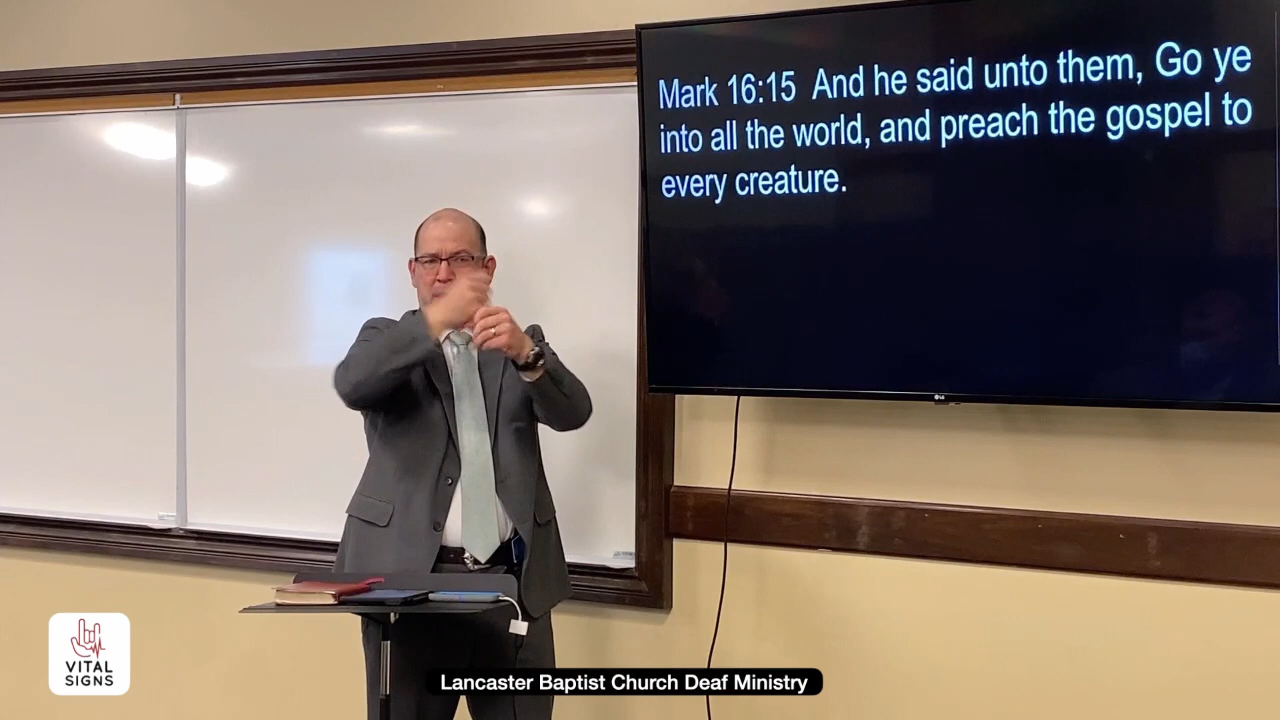 Mark 16:15 And he said unto them, Go ye
into all the world, and preach the gospel to
every creature.
LG
VITAL
SIGNS
Lancaster Baptist Church Deaf Ministry